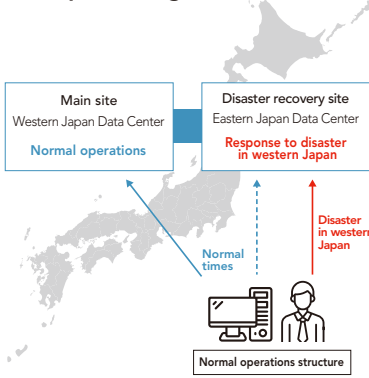 Main site
Western Japan Data Center
Normal operations
Disaster recovery site
Eastern Japan Data Center
Response to disaster
in western Japan
Normal
times
Disaster
in western
Japan
Normal operations structure